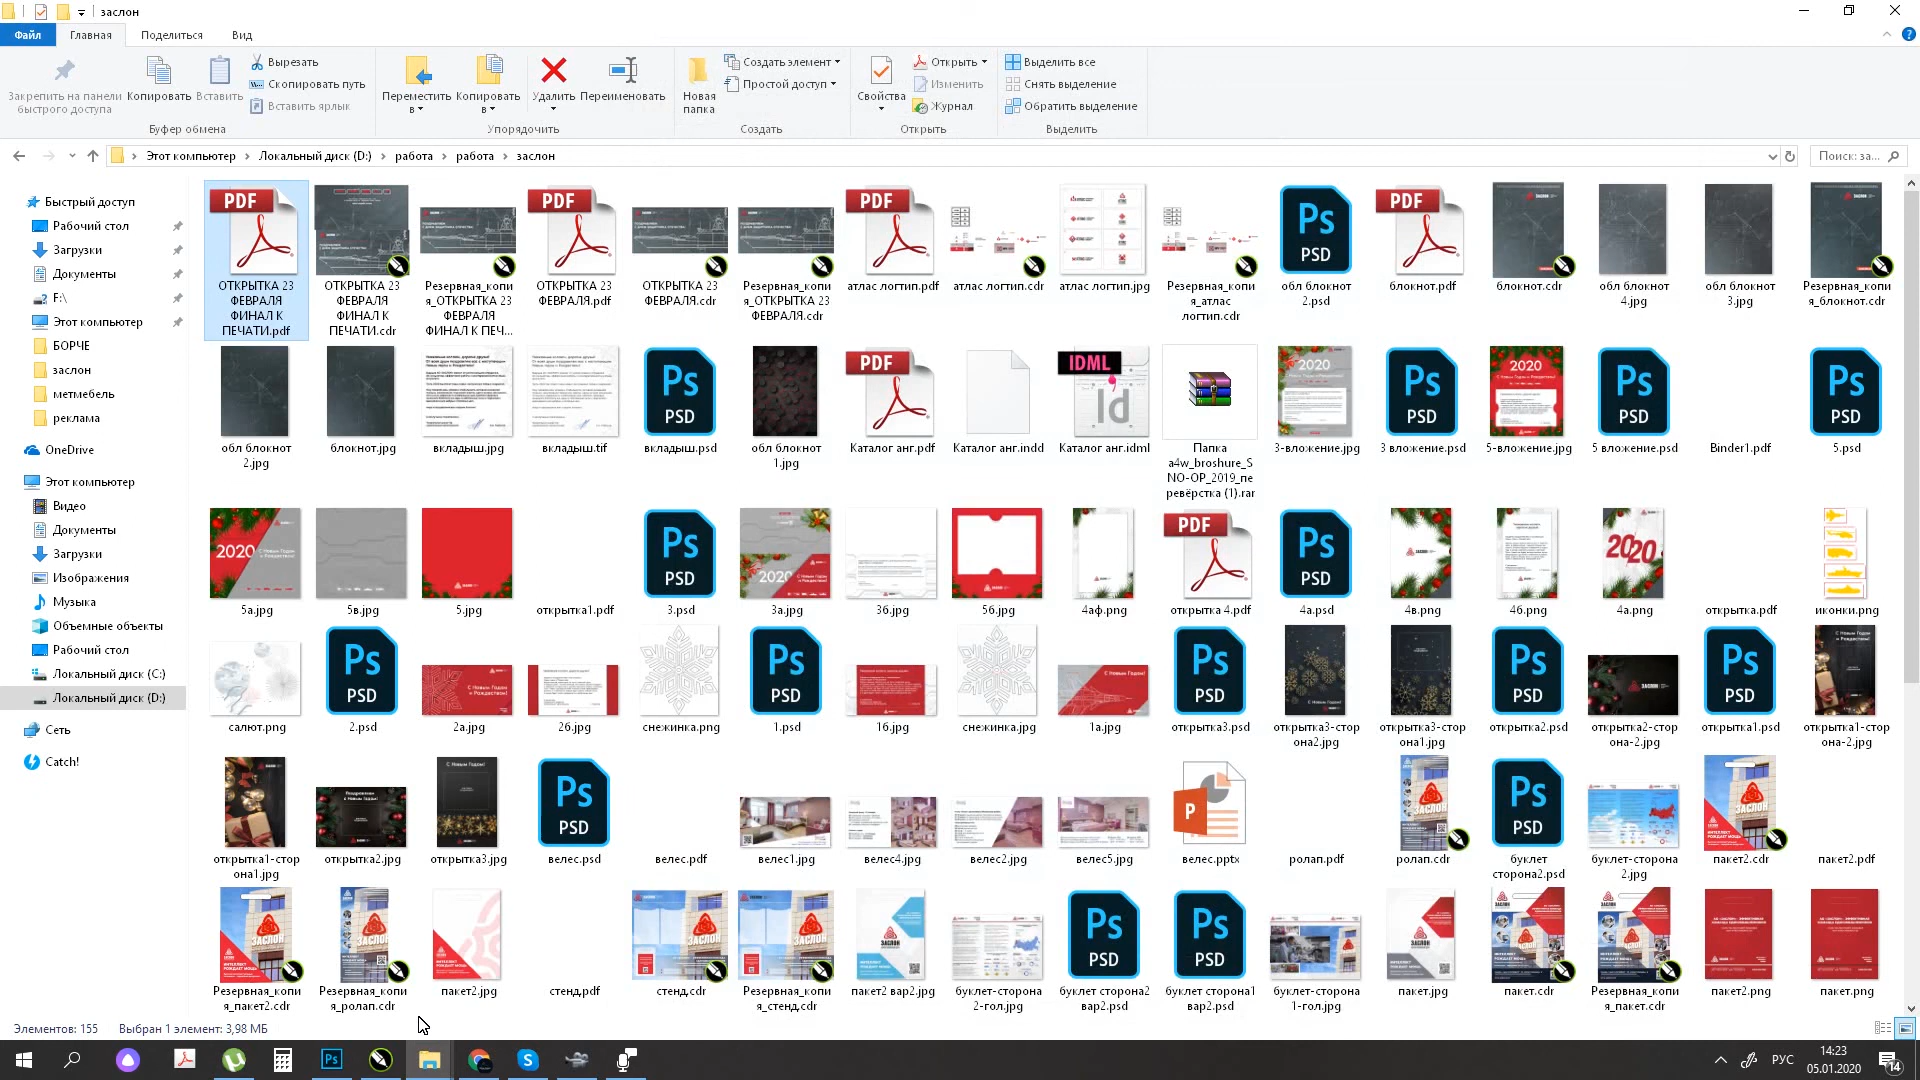 заслон
Файл
Главная
Поделиться
Вид
Закрепить на панели быстрого доступа
Копировать
Вставить
Вырезать
Скопировать путь
Вставить ярлык
Буфер обмена
Переместить в
Копировать в
Удалить
Переименовать
Упорядочить
Новая папка
Создать элемент
Простой доступ
Создать
Свойства
Открыть
Изменить
Журнал
Открыть
Выделить все
Снять выделение
Обратить выделение
Выделить
Этот компьютер
Локальный диск (D:)
работа
работа
заслон
Поиск: за...
Быстрый доступ
Рабочий стол
Загрузки
Документы
F:\
Этот компьютер
БОРЧЕ
заслон
метмебель
реклама
OneDrive
Этот компьютер
Видео
Документы
Загрузки
Изображения
Музыка
Объемные объекты
Рабочий стол
Локальный диск (C:)
Локальный диск (D:)
Сеть
Catch!
ОТКРЫТКА 23 ФЕВРАЛЯ ФИНАЛ К ПЕЧАТИ.pdf
ОТКРЫТКА 23 ФЕВРАЛЯ ФИНАЛ К ПЕЧАТИ.cdr
Резервная_копия_ОТКРЫТКА 23 ФЕВРАЛЯ ФИНАЛ К ПЕЧ...
ОТКРЫТКА 23 ФЕВРАЛЯ.pdf
ОТКРЫТКА 23 ФЕВРАЛЯ.cdr
Резервная_копия_ОТКРЫТКА 23 ФЕВРАЛЯ.cdr
атлас логтип.pdf
атлас логтип.cdr
атлас логтип.jpg
Резервная_копия_атлас логтип.cdr
обл блокнот 2.psd
блокнот.pdf
блокнот.cdr
обл блокнот 4.jpg
обл блокнот 3.jpg
Резервная_копия_блокнот.cdr
обл блокнот 2.jpg
блокнот.jpg
вкладыш.jpg
вкладыш.tif
вкладыш.psd
обл блокнот 1.jpg
Каталог анг.pdf
Каталог анг.indd
Каталог анг.idml
Папка a4w_broshure_SNO-OP_2019_перевёрстка (1).rar
3-вложение.jpg
3 вложение.psd
5-вложение.jpg
5 вложение.psd
Binder1.pdf
5.psd
5а.jpg
5в.jpg
5.jpg
открытка1.pdf
3.psd
3а.jpg
3б.jpg
5б.jpg
4аф.png
открытка 4.pdf
4а.psd
4в.png
4б.png
4а.png
открытка.pdf
иконки.png
салют.png
2.psd
2а.jpg
2б.jpg
снежинка.png
1.psd
1б.jpg
снежинка.jpg
1а.jpg
открытка3.psd
открытка3-сторона2.jpg
открытка3-сторона1.jpg
открытка2.psd
открытка2-сторона-2.jpg
открытка1.psd
открытка1-сторона-2.jpg
открытка1-сторона1.jpg
открытка2.jpg
открытка3.jpg
велес.psd
велес.pdf
велес1.jpg
велес4.jpg
велес2.jpg
велес5.jpg
велес.pptx
ролап.pdf
ролап.cdr
буклет сторона2.psd
буклет-сторона 2.jpg
пакет2.cdr
пакет2.pdf
Резервная_копия_пакет2.cdr
Резервная_копия_ролап.cdr
пакет2.jpg
стенд.pdf
стенд.cdr
Резервная_копия_стенд.cdr
пакет2 вар2.jpg
буклет-сторона 2-гол.jpg
буклет сторона2 вар2.psd
буклет сторона1 вар2.psd
буклет-сторона 1-гол.jpg
пакет.jpg
пакет.cdr
Резервная_копия_пакет.cdr
пакет2.png
пакет.png
Элементов: 155
Выбран 1 элемент: 3,98 МБ
РУС
14:23
05.01.2020
14